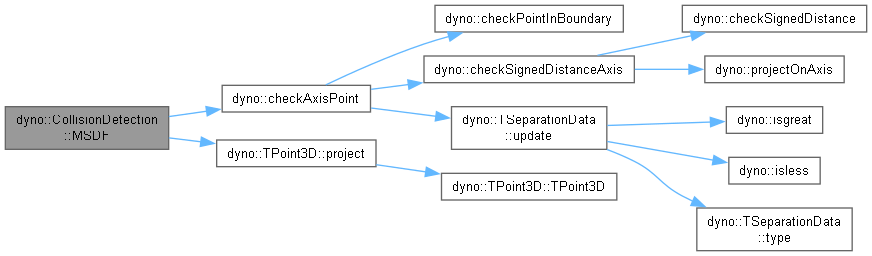 dyno::CollisionDetection
::MSDF
dyno::checkAxisPoint
dyno::TPoint3D::project
dyno::checkPointInBoundary
dyno::checkSignedDistanceAxis
dyno::TSeparationData
::update
dyno::TPoint3D::TPoint3D
dyno::checkSignedDistance
dyno::projectOnAxis
dyno::isgreat
dyno::isless
dyno::TSeparationData
::type